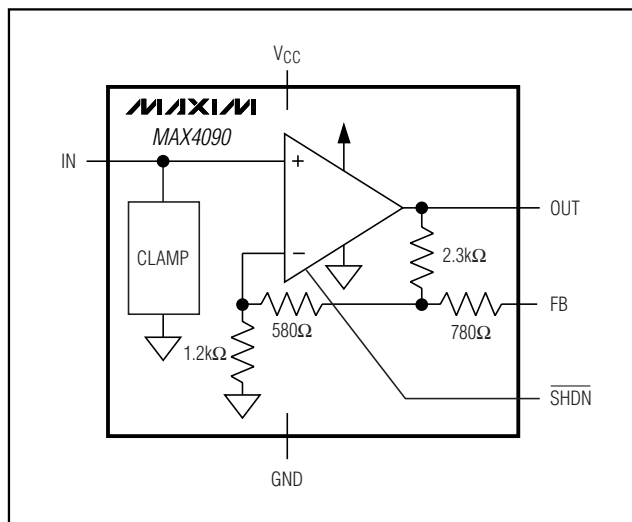 VCC
MAXIM
MAX4090
IN
+
OUT
CLAMP
−
2.3kΩ
FB
580Ω
780Ω
1.2kΩ
SHDN
GND